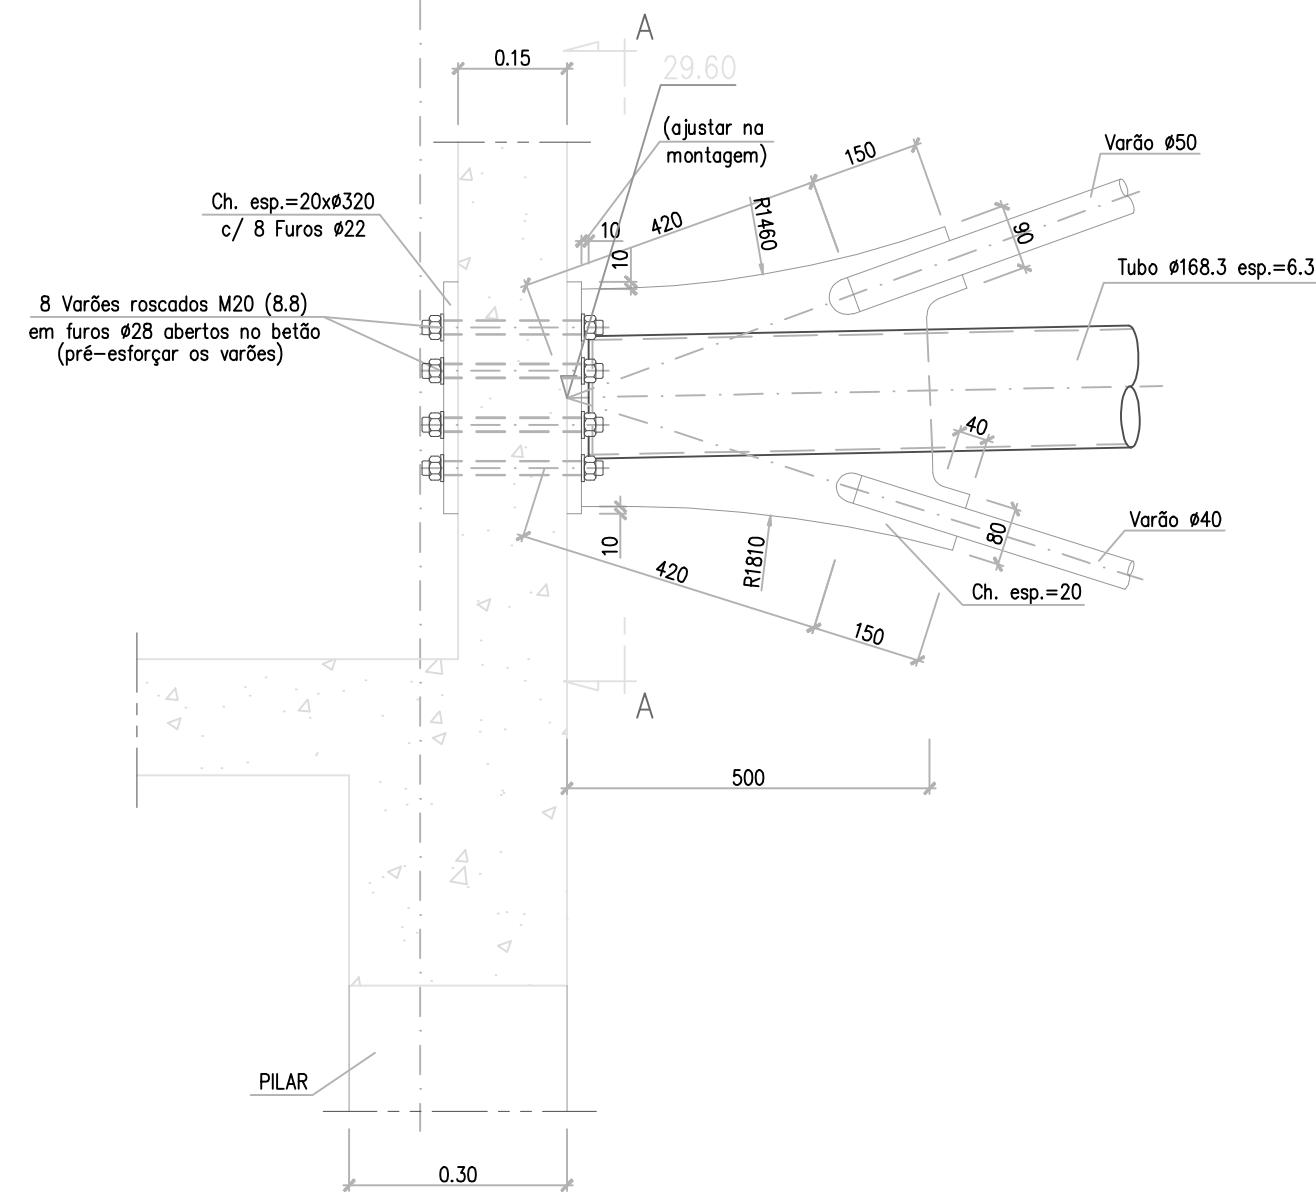 A
0.15
29.60
(ajustar na
montagem)
150
Varão ø50
Ch. esp.=20xø320
c/ 8 Furos ø22
420
R1460
10
10
90
Tubo ø168.3 esp.=6.3
8 Varões roscados M20 (8.8)
em furos ø28 abertos no betão
(pré-esforçar os varões)
40
Varão ø40
80
10
R1810
420
Ch. esp.=20
150
A
500
PILAR
0.30